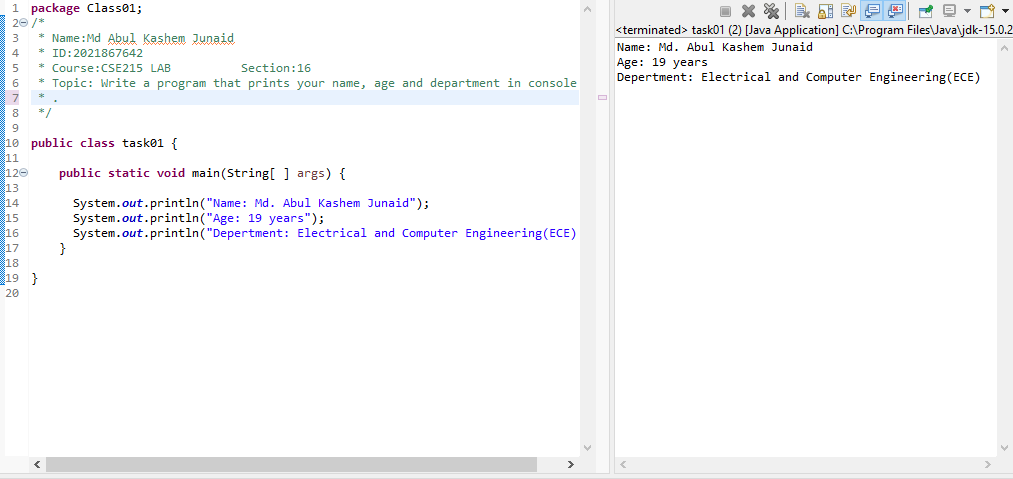 1 package Class01;
2 /*
3 * Name:Md Abul Kashem Junaid
4 * ID:2021867642
5 * Course:CSE215 LAB Section:16
6 * Topic: Write a program that prints your name, age and department in console
7 * .
8 */
9
10 public class task01 {
11
12 public static void main(String[ ] args) {
13
14 System.out.println("Name: Md. Abul Kashem Junaid");
15 System.out.println("Age: 19 years");
16 System.out.println("Depertment: Electrical and Computer Engineering(ECE)
17 }
18
19 }
20
<terminated> task01 (2) [Java Application] C:\Program Files\Java\jdk-15.0.2
Name: Md. Abul Kashem Junaid
Age: 19 years
Depertment: Electrical and Computer Engineering(ECE)